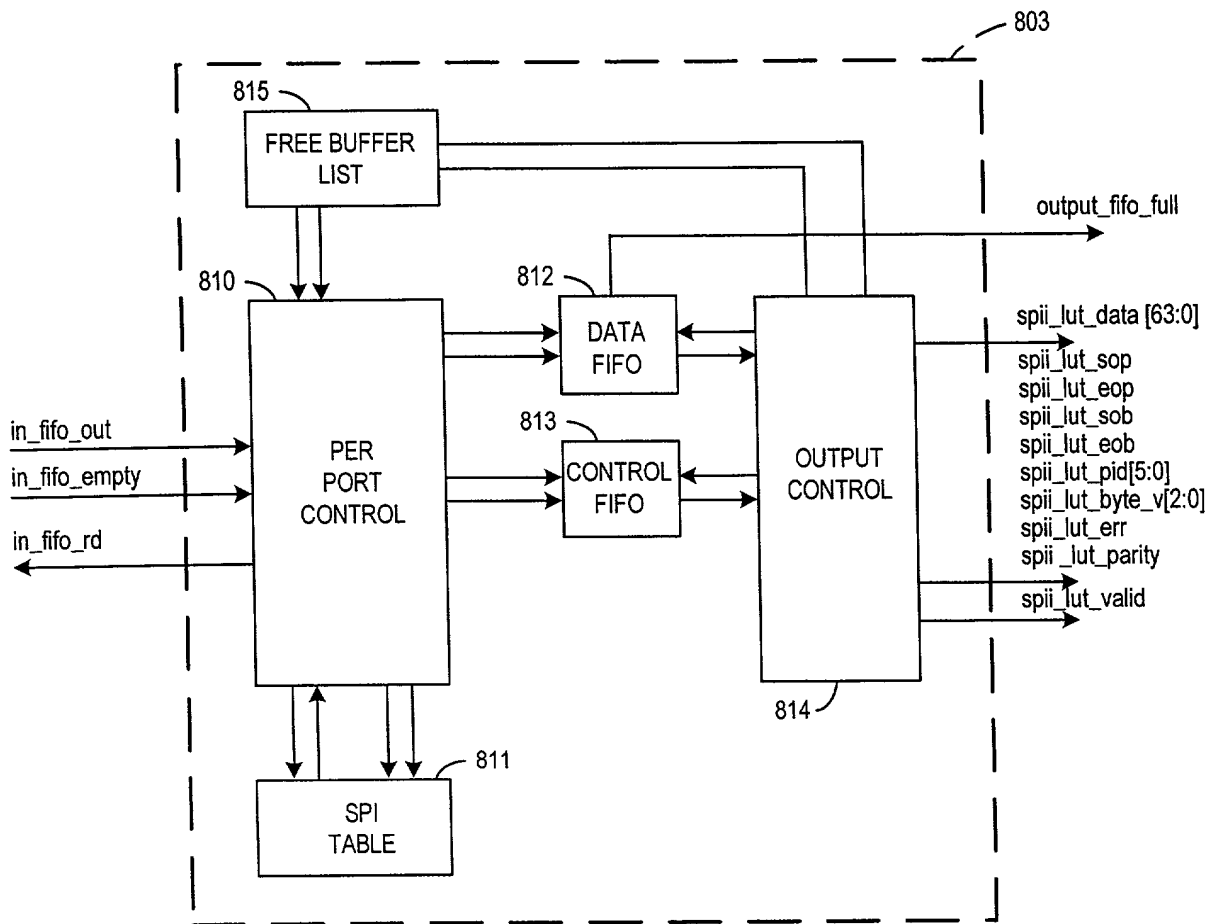 803
815
FREE BUFFER
LIST
output_fifo_full
810
812
DATA
FIFO
spii_lut_data [63:0]
spii_lut_sop
spii_lut_eop
spii_lut_sob
spii_lut_eob
spii_lut_pid[5:0]
spii_lut_byte_v[2:0]
spii_lut_err
spii _lut_parity
spii_lut_valid
in_fifo_out
in_fifo_empty
in_fifo_rd
PER
PORT
CONTROL
813
CONTROL
FIFO
OUTPUT
CONTROL
814
811
SPI
TABLE